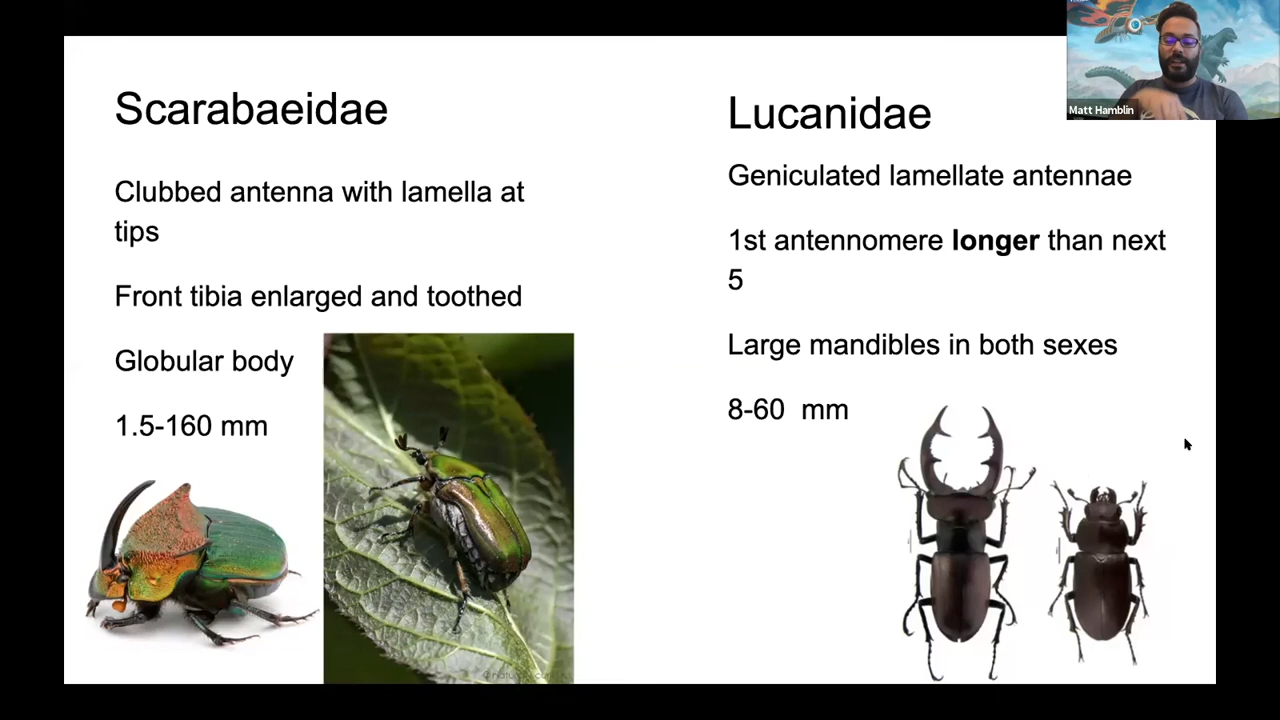 Scarabaeidae
Clubbed antenna with lamella at
tips
Front tibia enlarged and toothed
Globular body
1.5-160 mm
Lucanidae
Geniculated lamellate antennae
1st antennomere longer than next
5
Large mandibles in both sexes
8-60 mm
Matt Hamblin